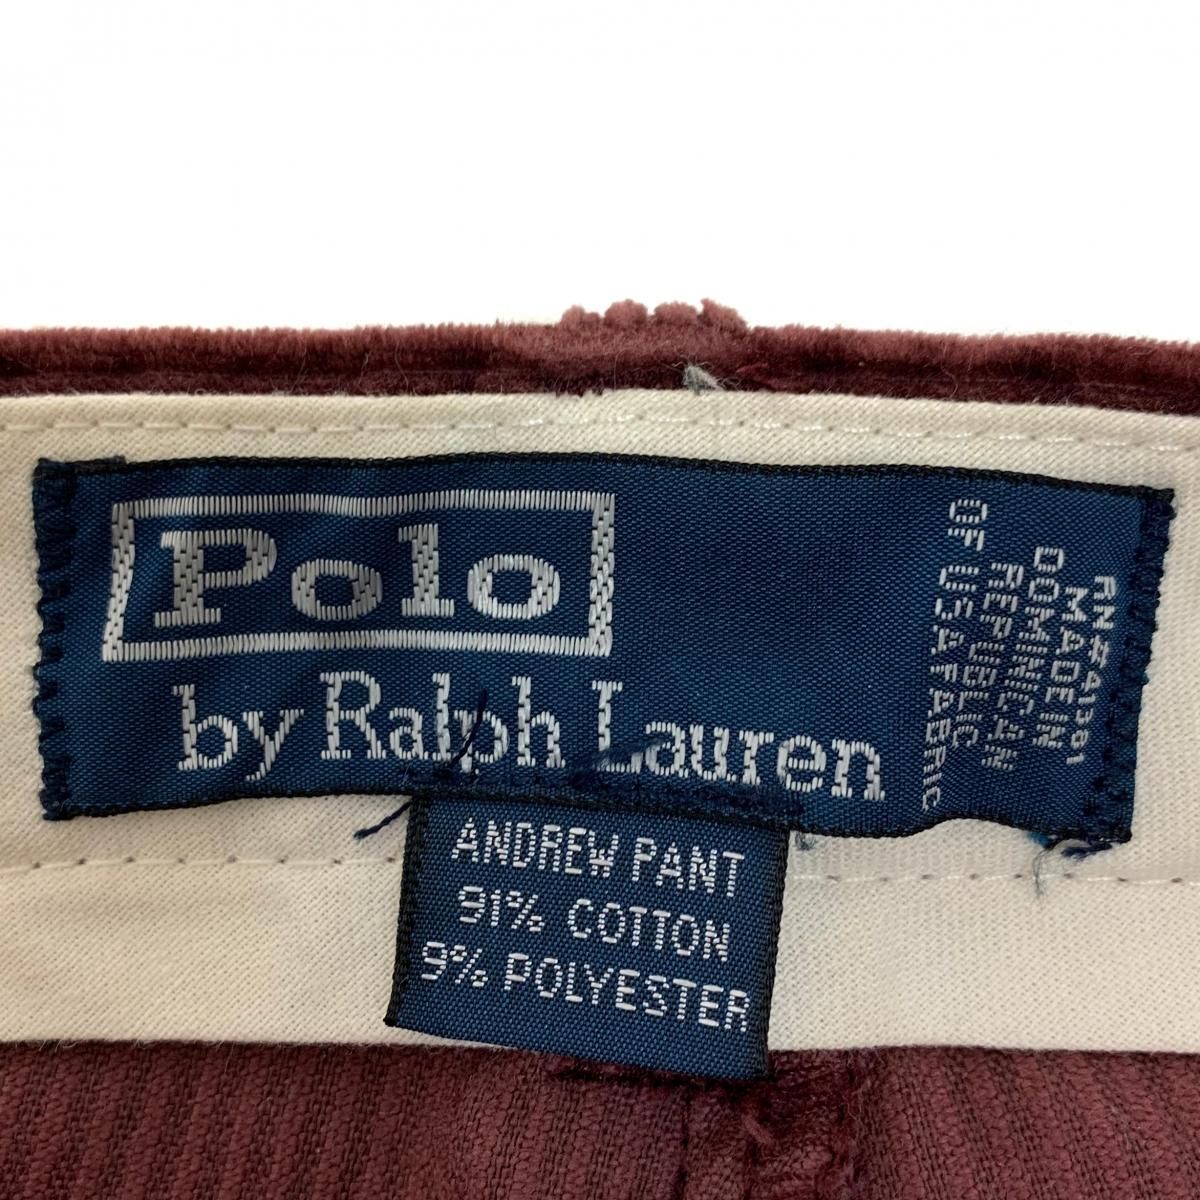 Polo
by Ralph Lauren
RN#41381
MADE IN
DOMINICAN
REPUBLIC
OF USA FABRIC
ANDREW PANT
91% COTTON
9% POLYESTER